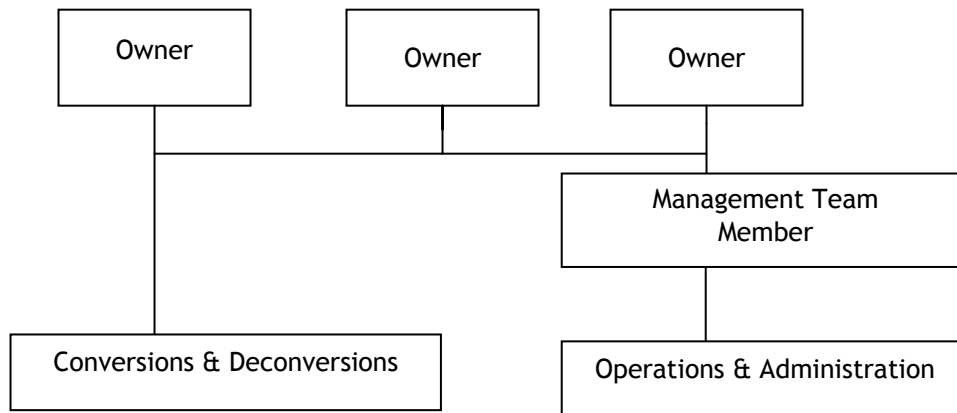 Owner
Owner
Owner
Management Team
Member
Conversions & Deconversions
Operations & Administration